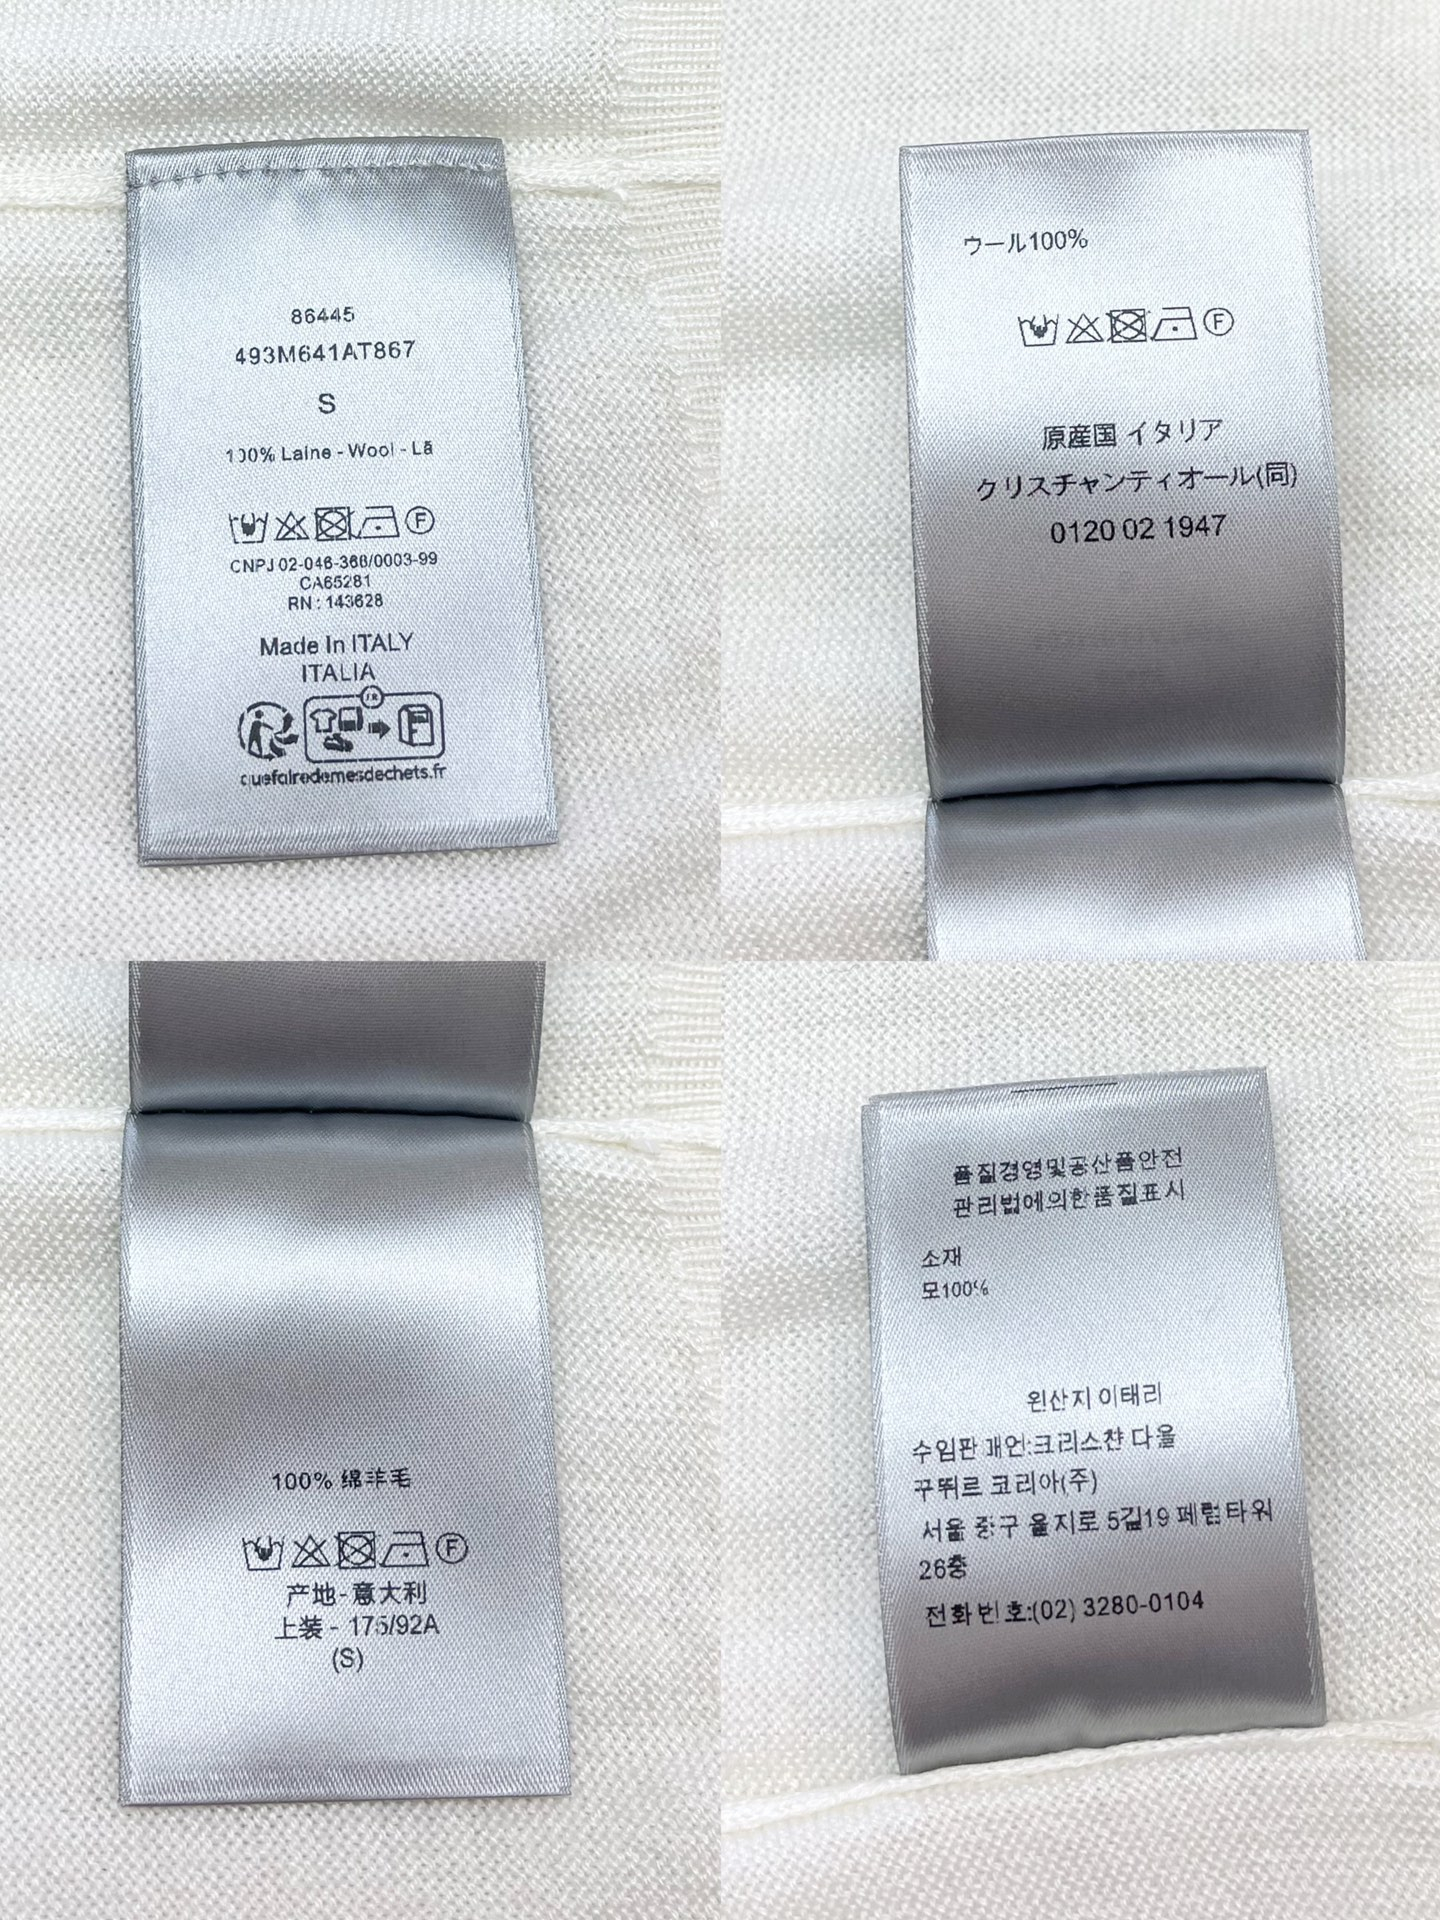 86445
493M641AT867
S
100% Laine - Wool - Lã
F
CNPJ 02-046-368/0003-99
CA65281
RN : 143628
Made In ITALY
ITALIA
FR
quefairedemesdechets.fr
ウール100%
F
原産国 イタリア
クリスチャンディオール(同)
0120 02 1947
100% 绵羊毛
F
产地-意大利
上装 - 175/92A
(S)
품질경영및공산품안전
관리법에의한품질표시
소재
모100%
원산지 이태리
수입판매원:크리스챤 디올
꾸뛰르 코리아(주)
서울 중구 을지로 5길19 페럼타워
26층
전화번호:(02) 3280-0104